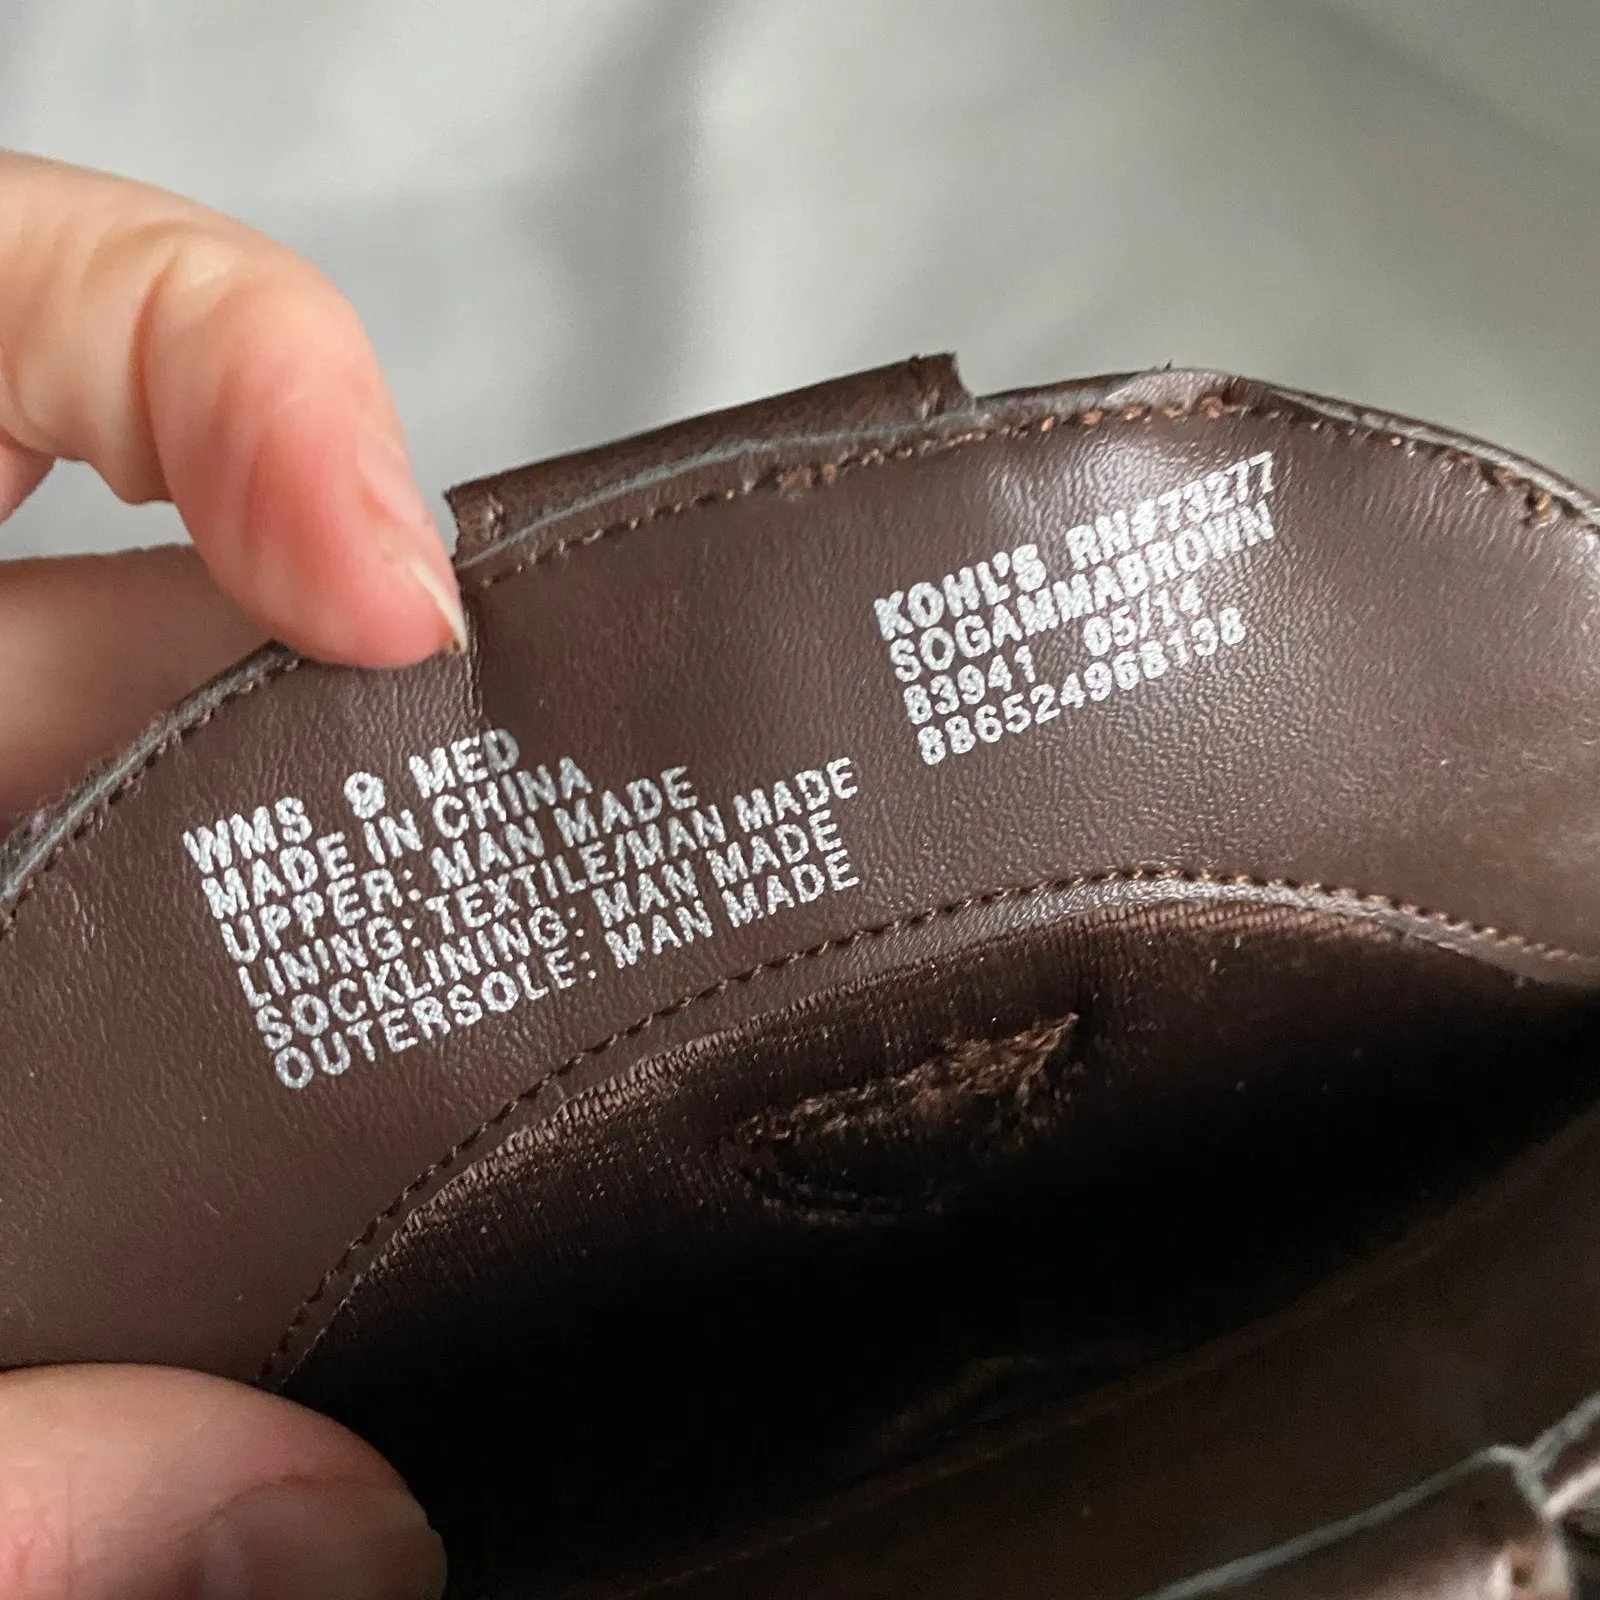 WMS 9 MED
MADE IN CHINA
UPPER: MAN MADE
LINING: TEXTILE/MAN MADE
SOCKLINING: MAN MADE
OUTERSOLE: MAN MADE
KOHL'S RN#73277
SOGAMMABROWN
83941 05/14
886524968138